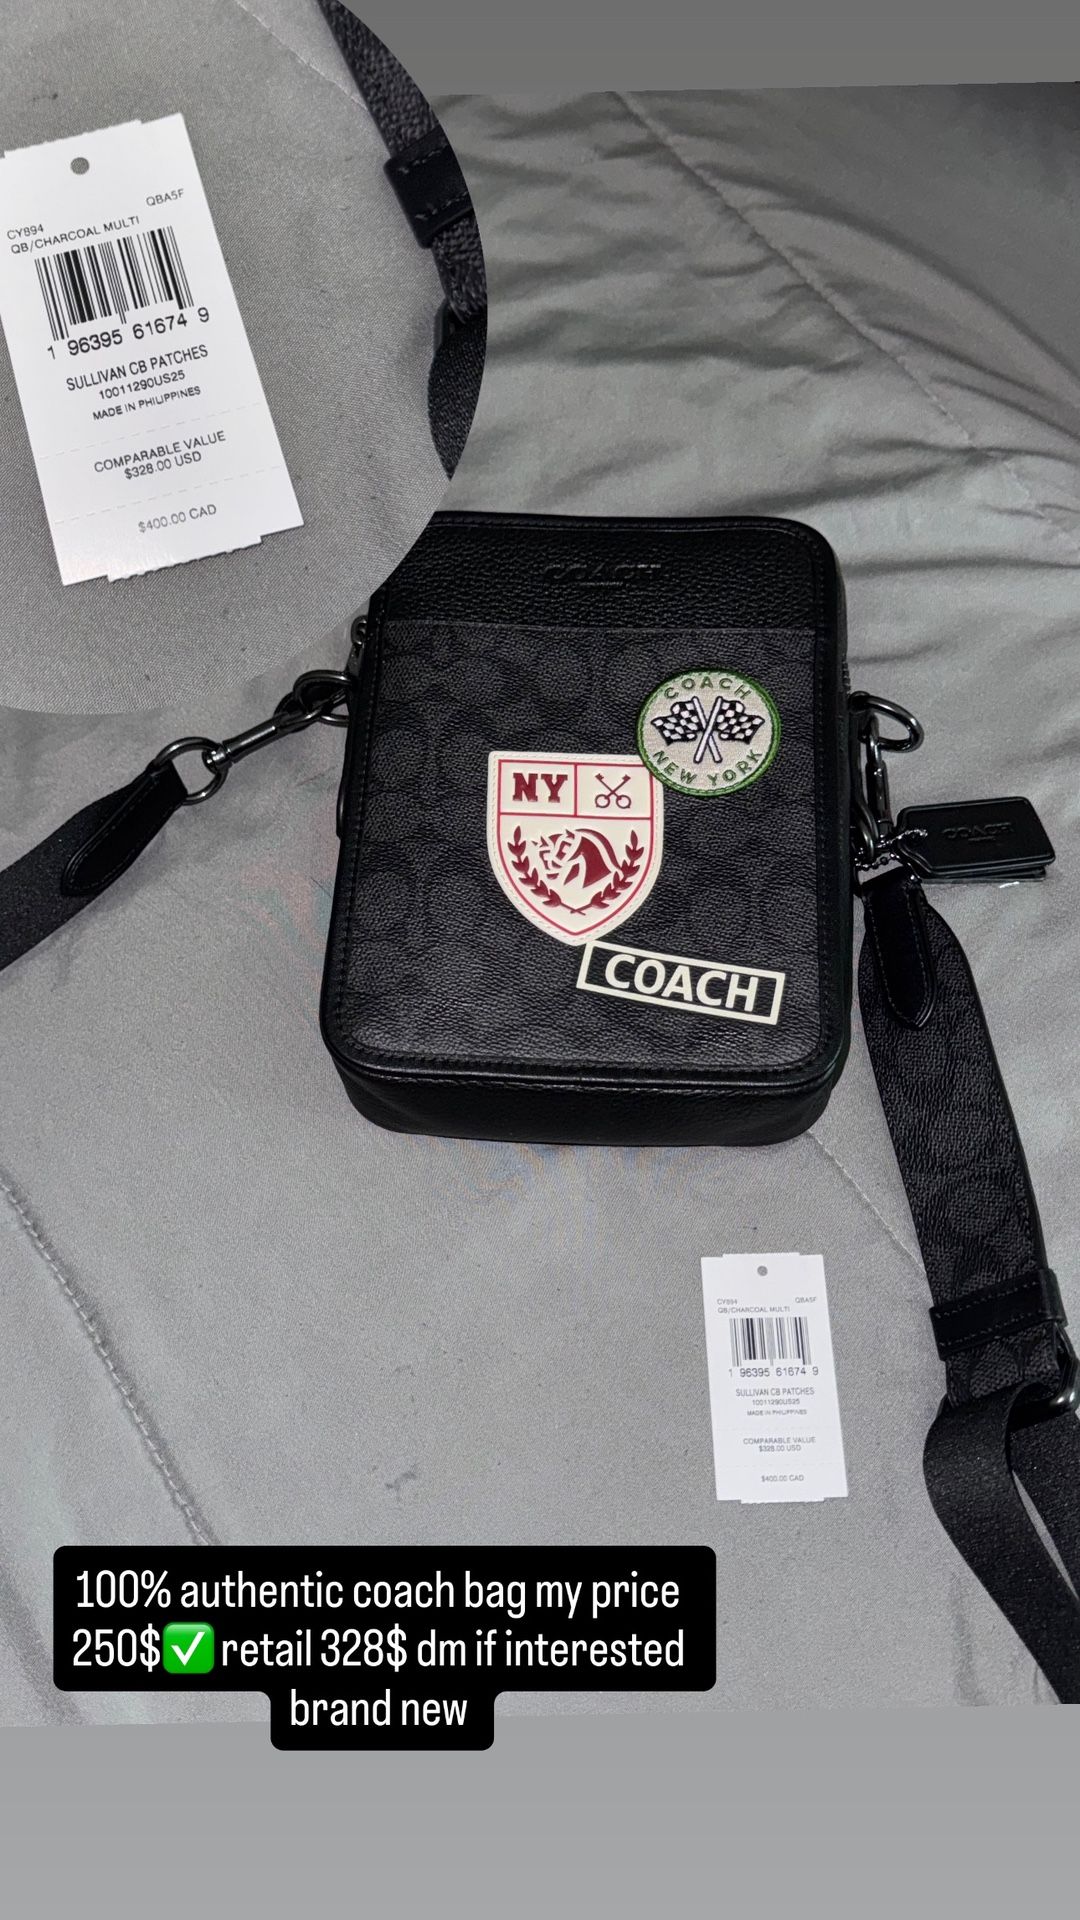 QBA5F
CY894
QB/CHARCOAL MULTI
1 96395 61674 9
SULLIVAN CB PATCHES
10011290US25
MADE IN PHILIPPINES
COMPARABLE VALUE
$328.00 USD
$400.00 CAD
COACH
COACH
NEW YORK
NY
COACH
COACH
CY894 QBA5F
QB/CHARCOAL MULTI
1 96395 61674 9
SULLIVAN CB PATCHES
10011290US25
MADE IN PHILIPPINES
COMPARABLE VALUE
$328.00 USD
$400.00 CAD
100% authentic coach bag my price
250$✅ retail 328$ dm if interested
brand new